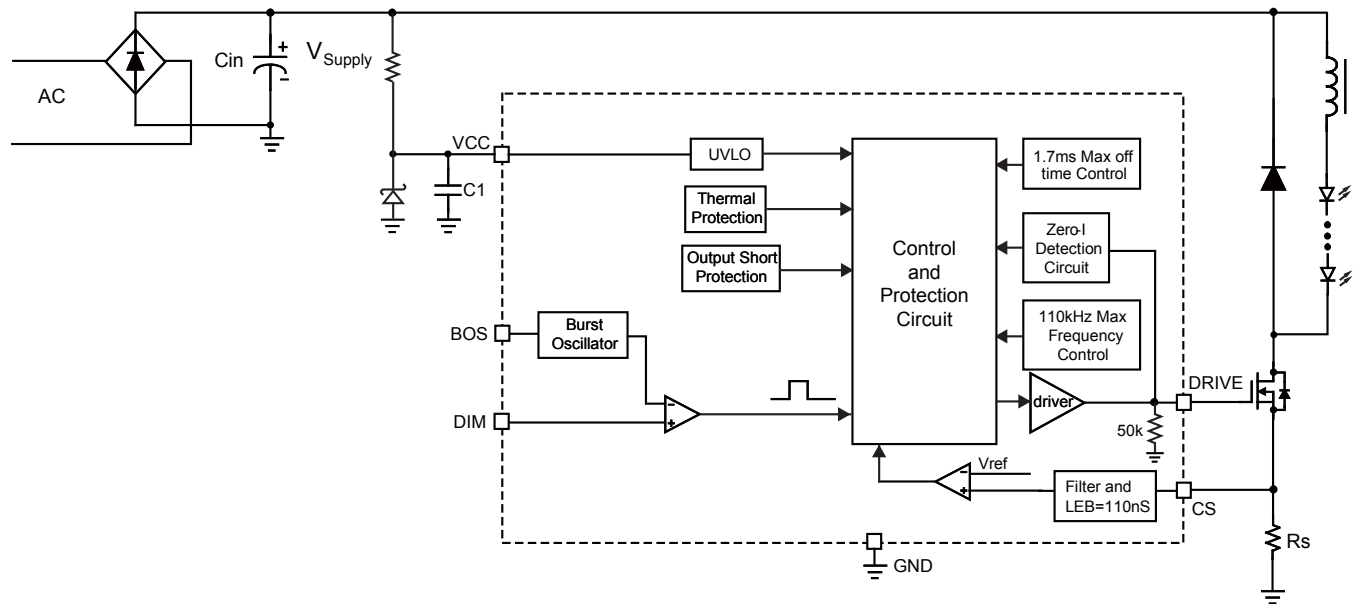 AC
Cin
+
-
VSupply
VCC
C1
UVLO
Thermal
Protection
Output Short
Protection
BOS
Burst
Oscillator
DIM
-
+
Control
and
Protection
Circuit
1.7ms Max off
time Control
Zero-I
Detection
Circuit
110kHz Max
Frequency
Control
driver
DRIVE
50k
Vref
-
+
Filter and
LEB=110nS
CS
Rs
GND